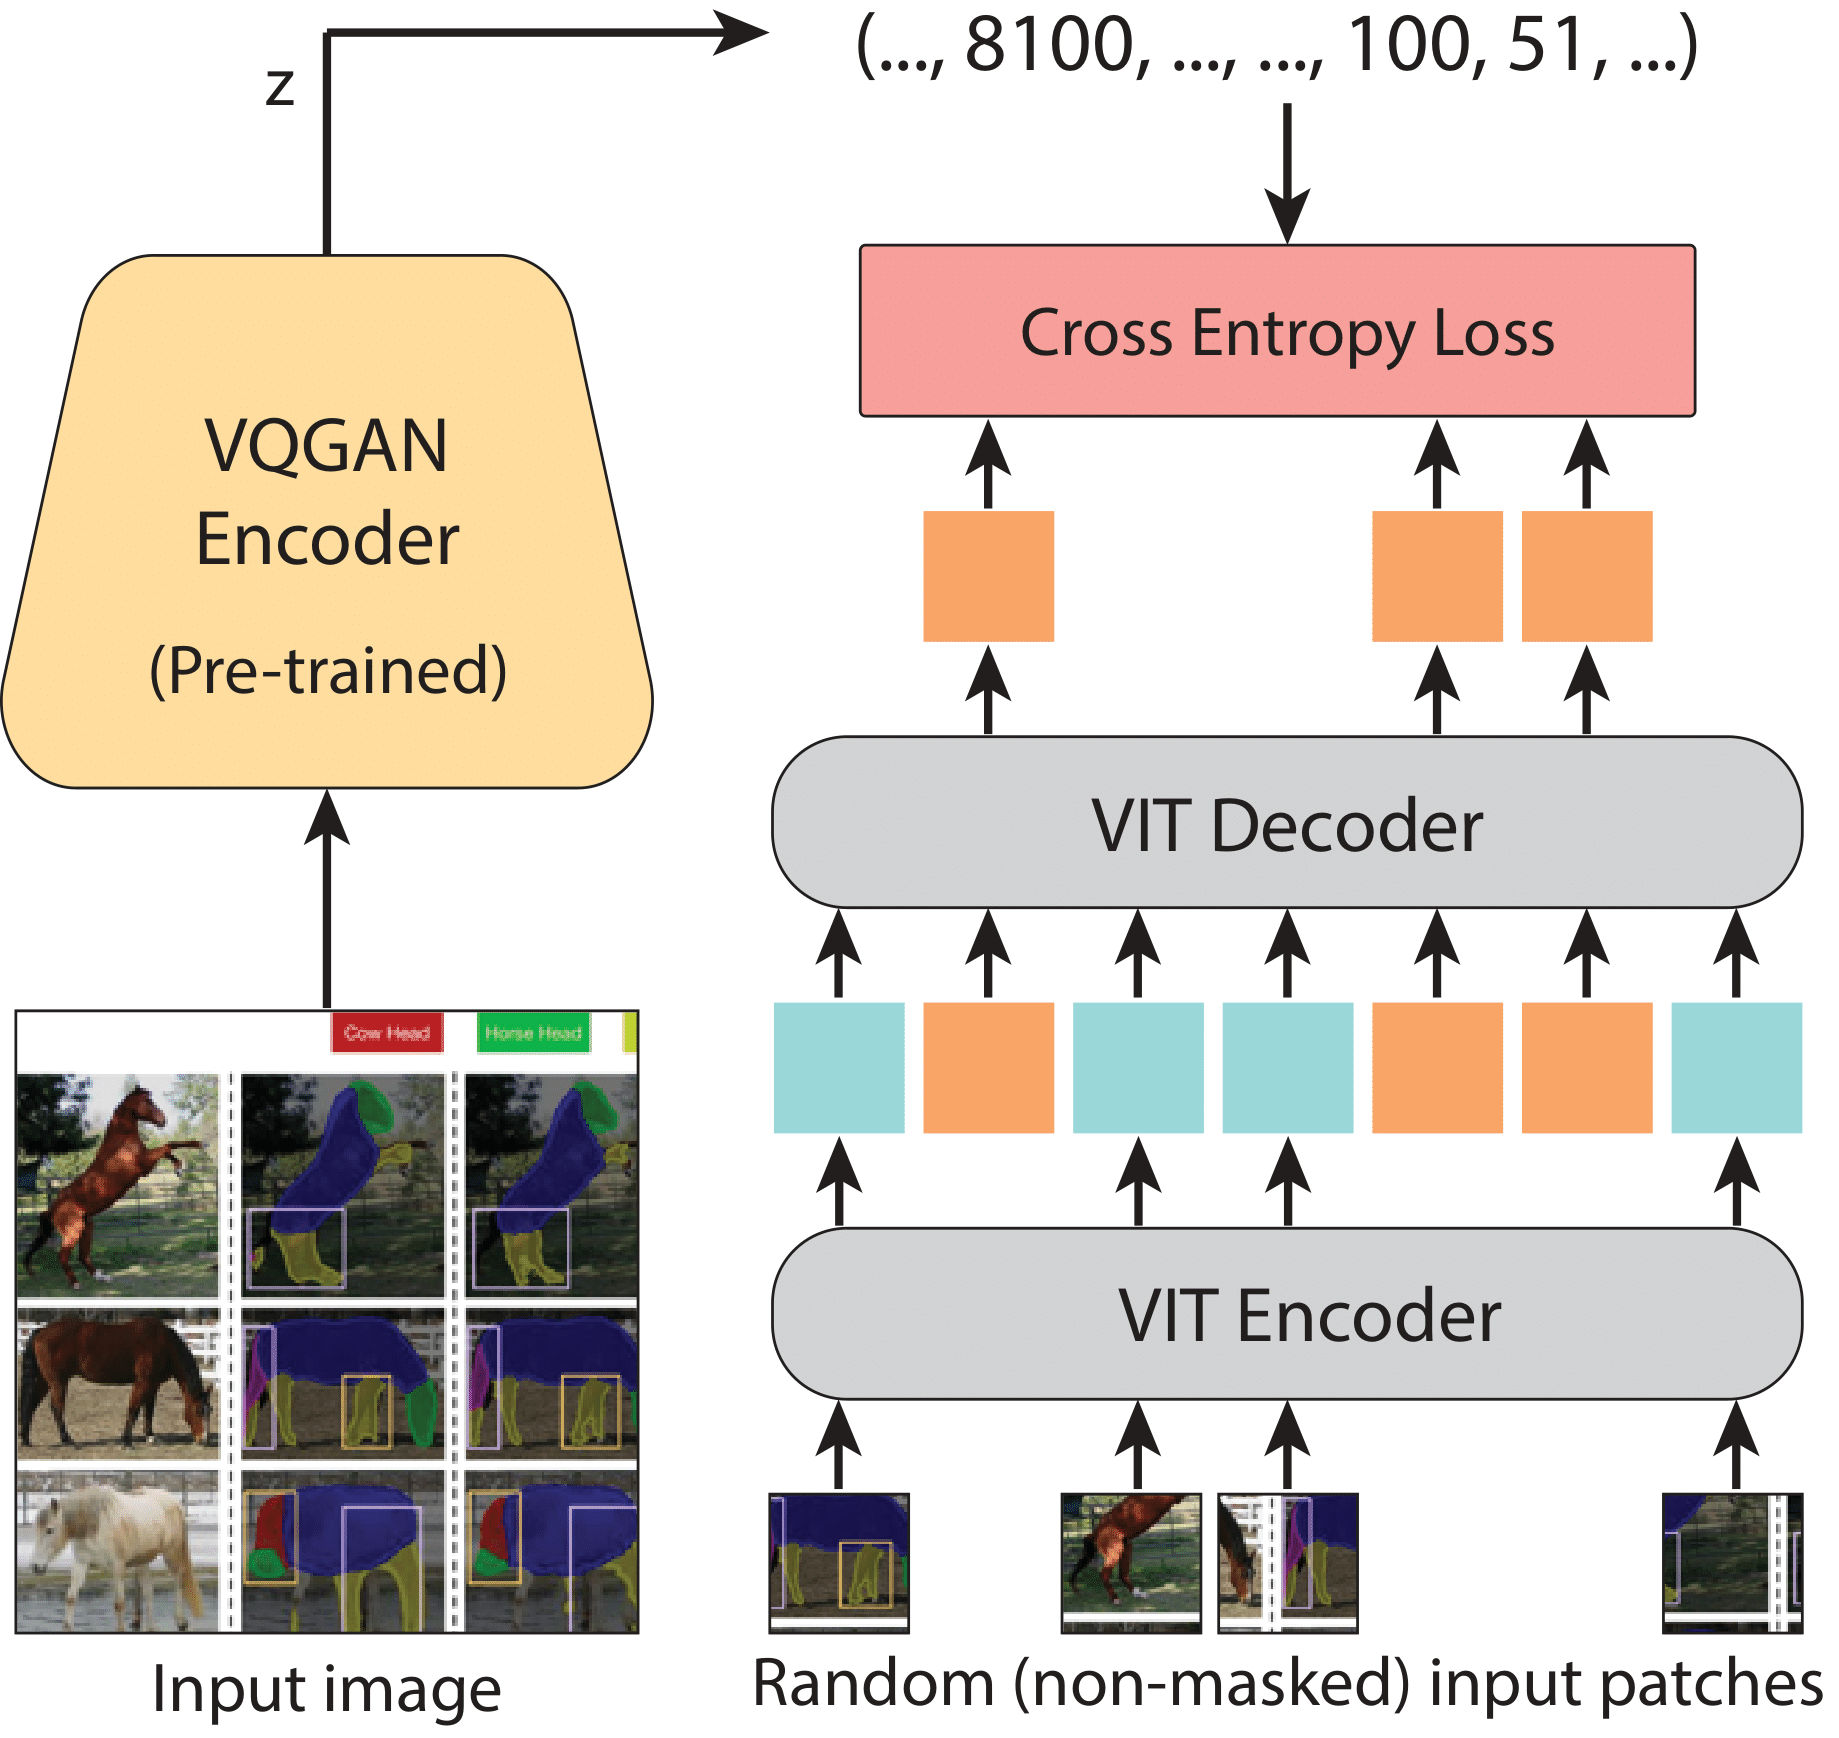 z
(..., 8100, ..., ..., 100, 51, ...)
Cross Entropy Loss
VQGAN
Encoder
(Pre-trained)
VIT Decoder
Cow Head
Horse Head
VIT Encoder
Input image
Random (non-masked) input patches